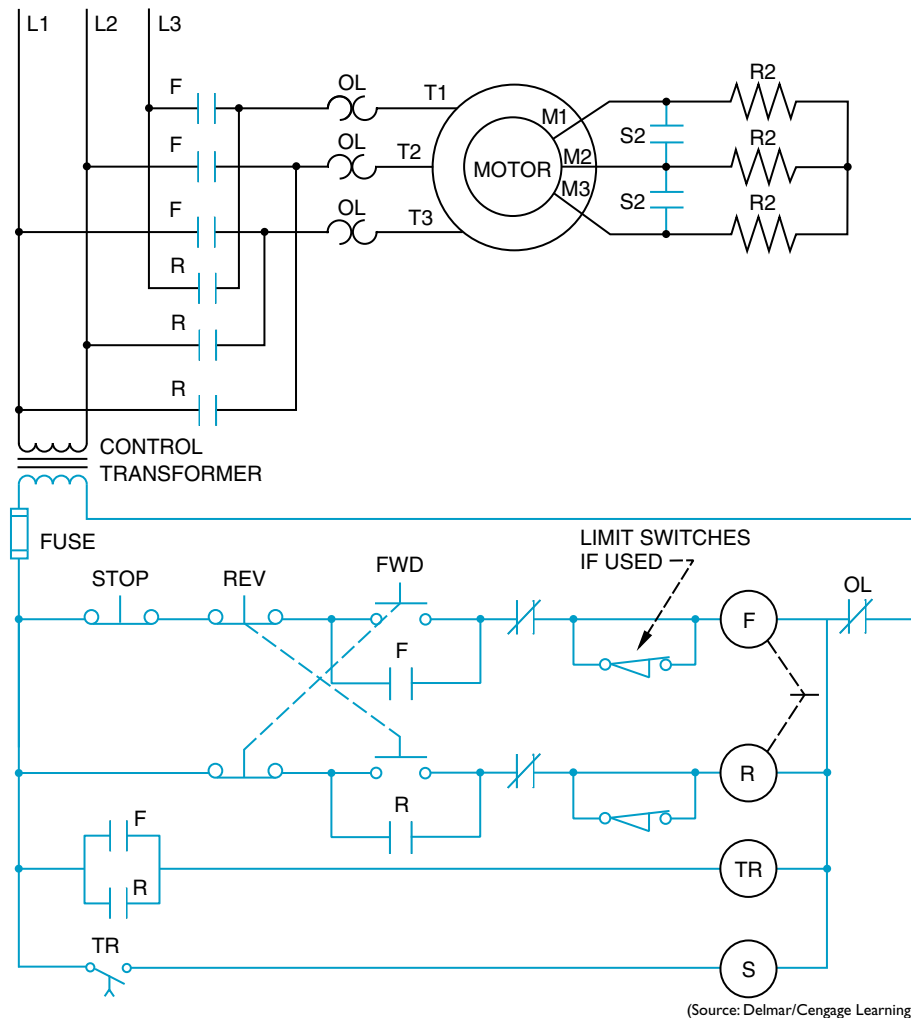 L1 L2 L3
F OL T1 R2
M1
S2
F OL T2 M2 R2
MOTOR
M3
S2
F OL T3 R2
R
R
R
CONTROL
TRANSFORMER
FUSE
LIMIT SWITCHES
IF USED
STOP REV FWD OL
F
F
R
R
F
R
TR
TR
S
(Source: Delmar/Cengage Learning